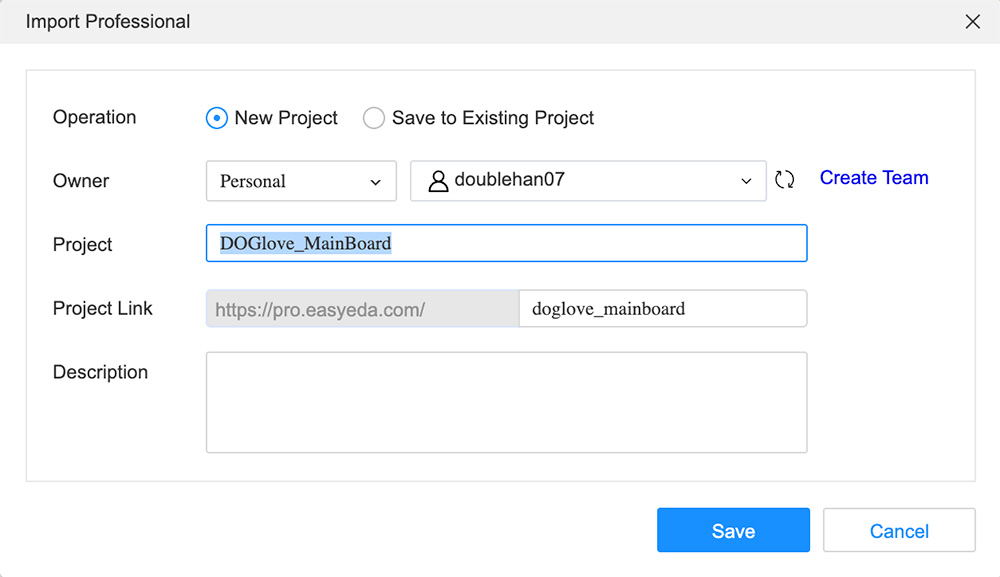 Import Professional
Operation New Project Save to Existing Project
Owner Personal doublehan07 Create Team
Project DOGlove_MainBoard
Project Link https://pro.easyeda.com/ doglove_mainboard
Description
Save Cancel